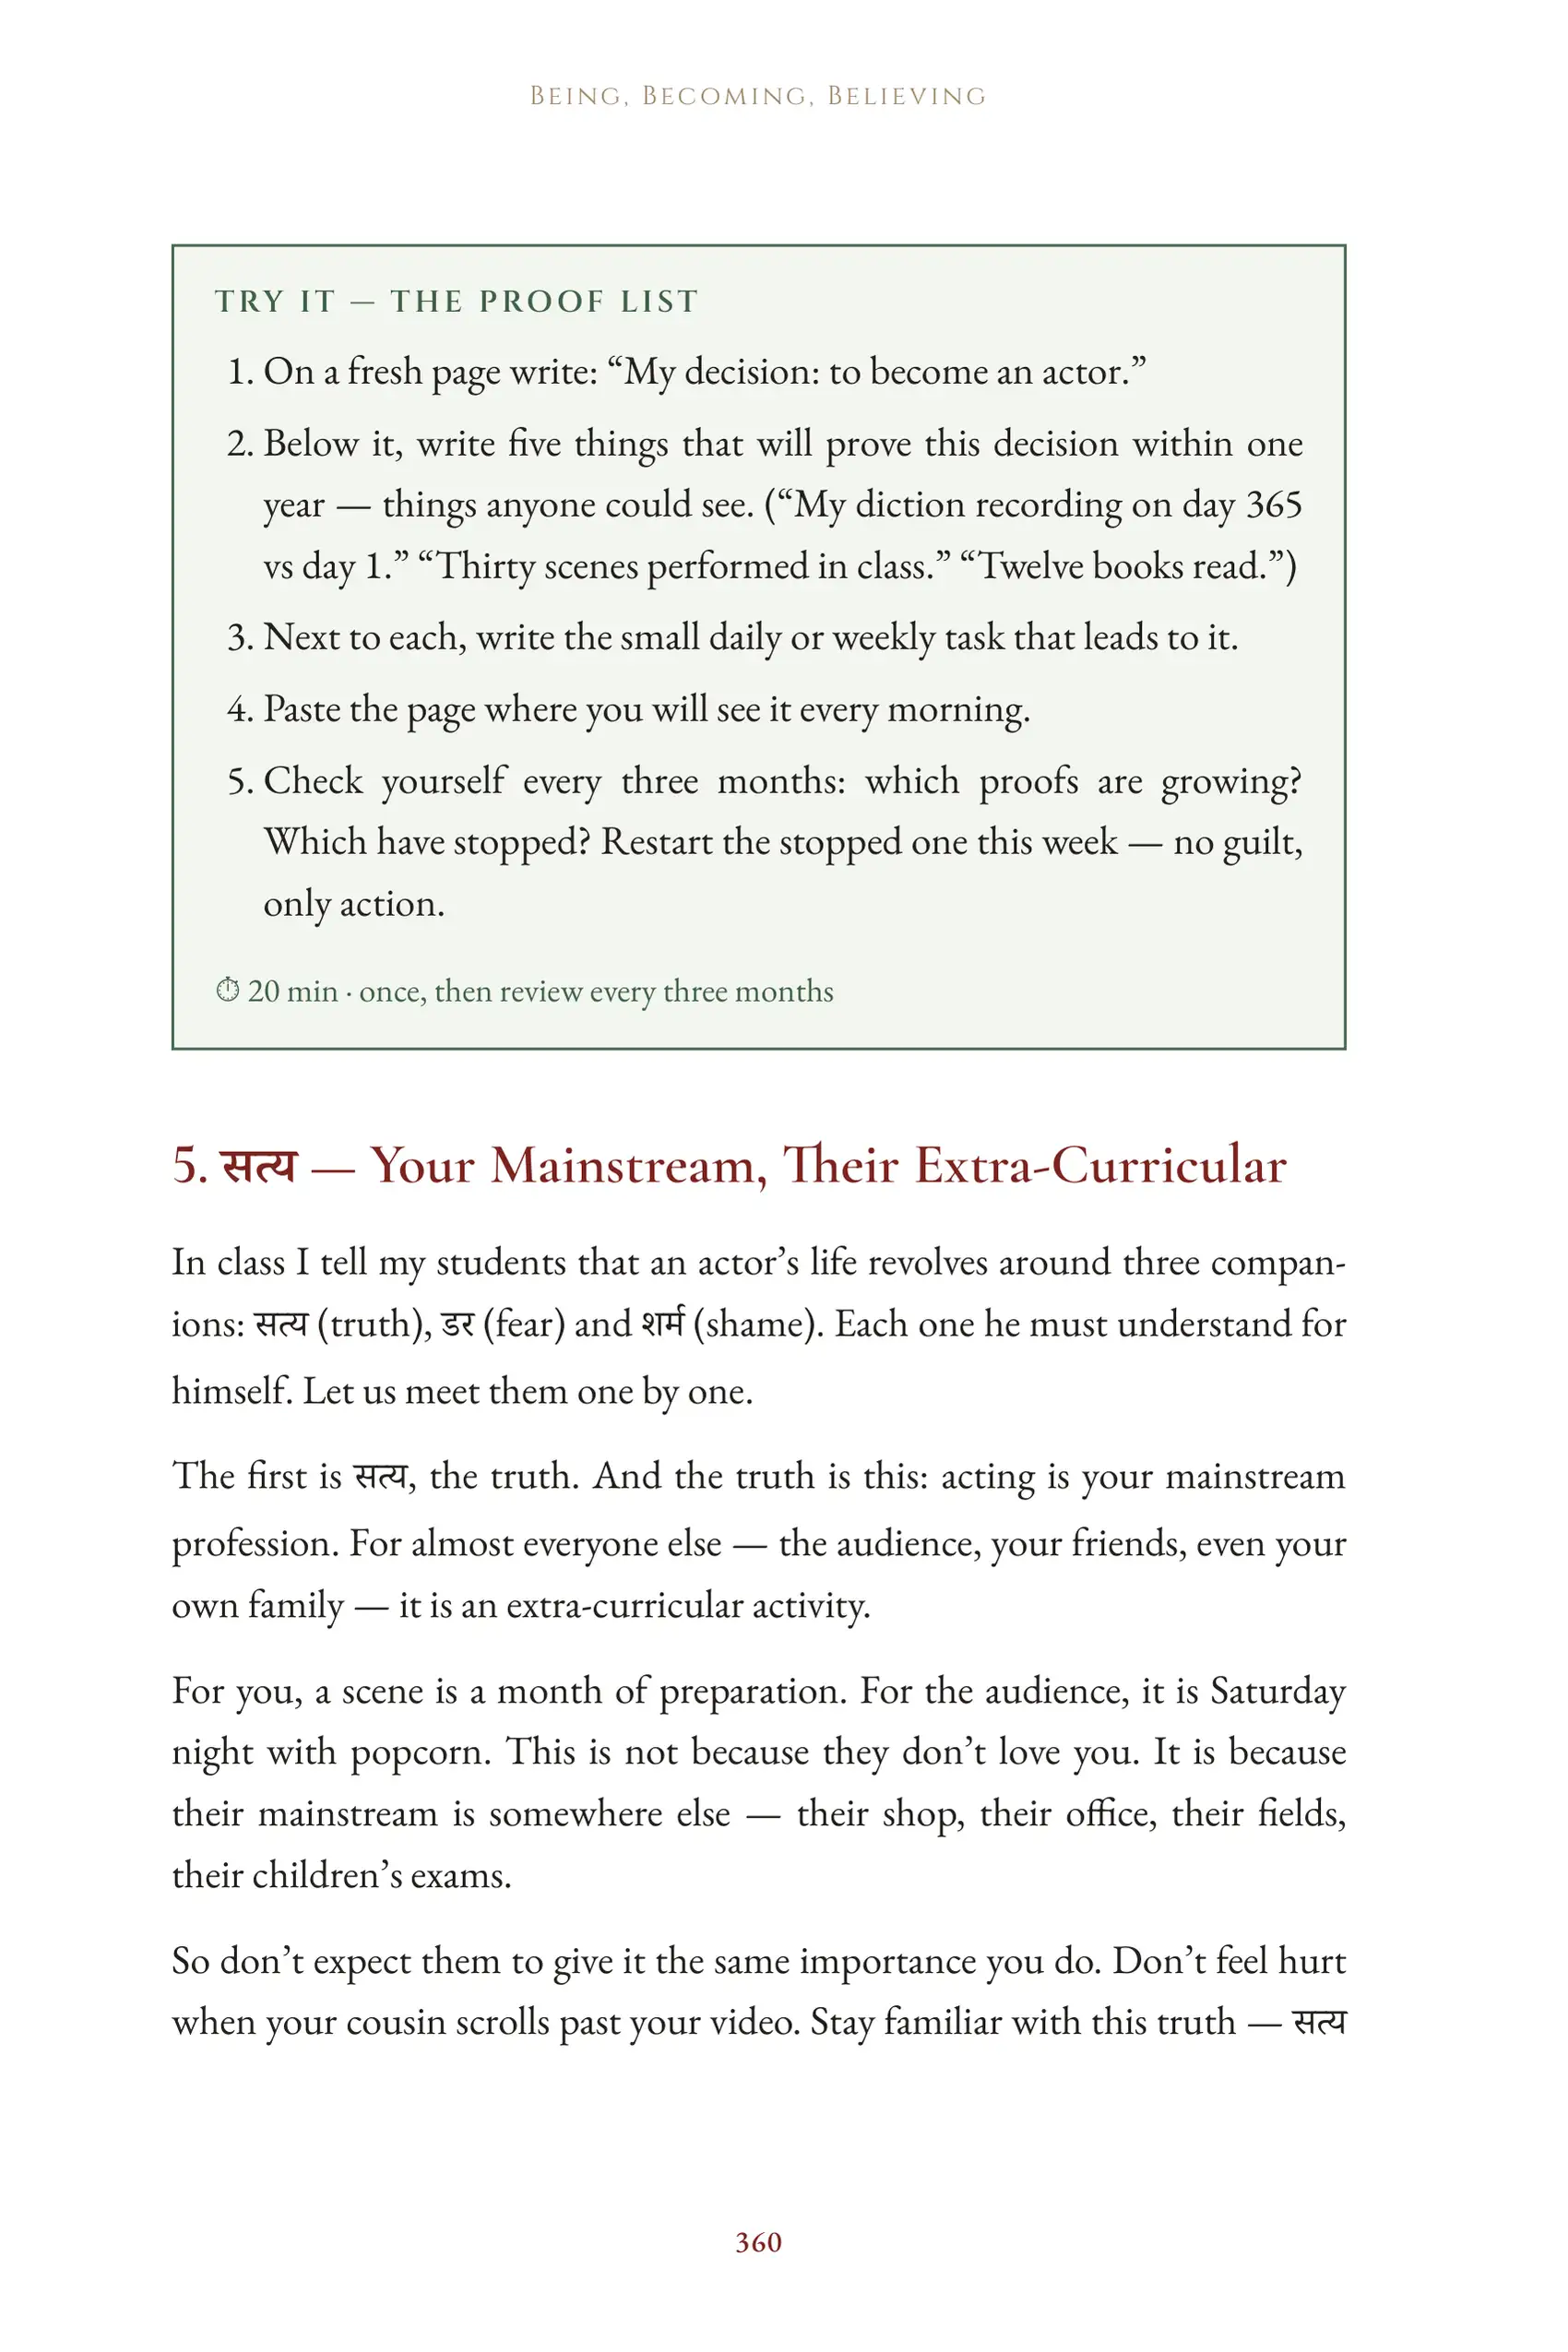 BEING, BECOMING, BELIEVING
TRY IT — THE PROOF LIST
1. On a fresh page write: “My decision: to become an actor.”
2. Below it, write five things that will prove this decision within one
year — things anyone could see. (“My diction recording on day 365
vs day 1.” “Thirty scenes performed in class.” “Twelve books read.”)
3. Next to each, write the small daily or weekly task that leads to it.
4. Paste the page where you will see it every morning.
5. Check yourself every three months: which proofs are growing?
Which have stopped? Restart the stopped one this week — no guilt,
only action.
⏱ 20 min · once, then review every three months
5. सत्य — Your Mainstream, Their Extra-Curricular
In class I tell my students that an actor’s life revolves around three compan-
ions: सत्य (truth), डर (fear) and शर्म (shame). Each one he must understand for
himself. Let us meet them one by one.
The first is सत्य, the truth. And the truth is this: acting is your mainstream
profession. For almost everyone else — the audience, your friends, even your
own family — it is an extra-curricular activity.
For you, a scene is a month of preparation. For the audience, it is Saturday
night with popcorn. This is not because they don’t love you. It is because
their mainstream is somewhere else — their shop, their office, their fields,
their children’s exams.
So don’t expect them to give it the same importance you do. Don’t feel hurt
when your cousin scrolls past your video. Stay familiar with this truth — सत्य
360